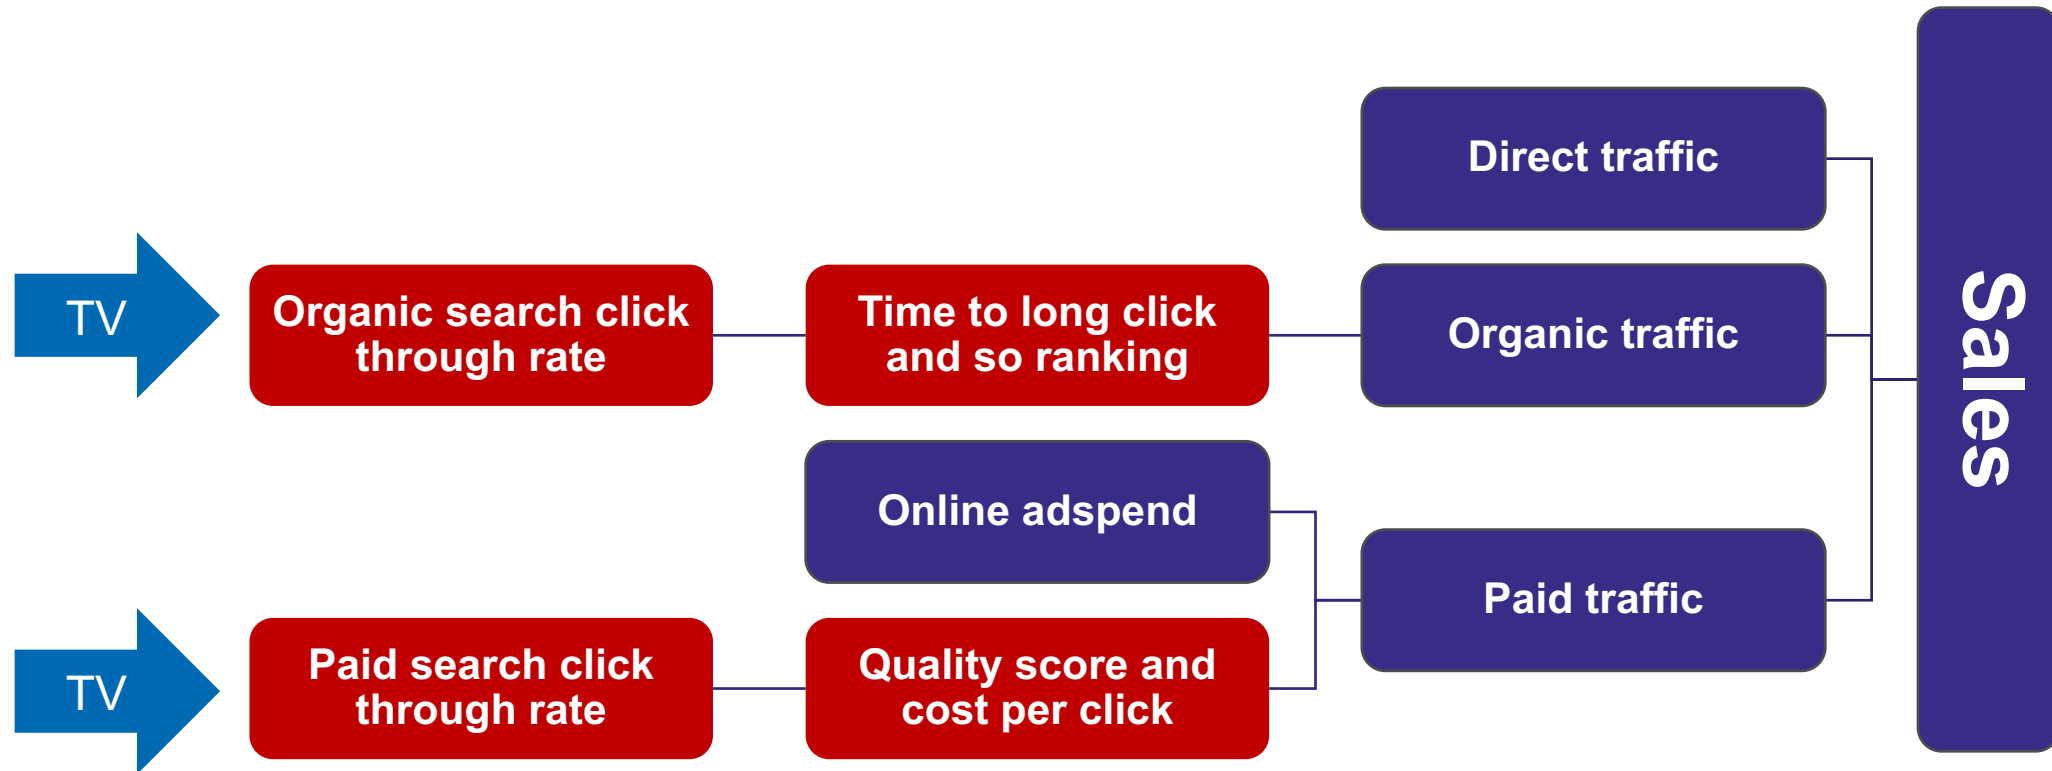 Direct traffic
TV
Organic search click
through rate
Time to long click
and so ranking
Organic traffic
Sales
Online adspend
Paid traffic
TV
Paid search click
through rate
Quality score and
cost per click